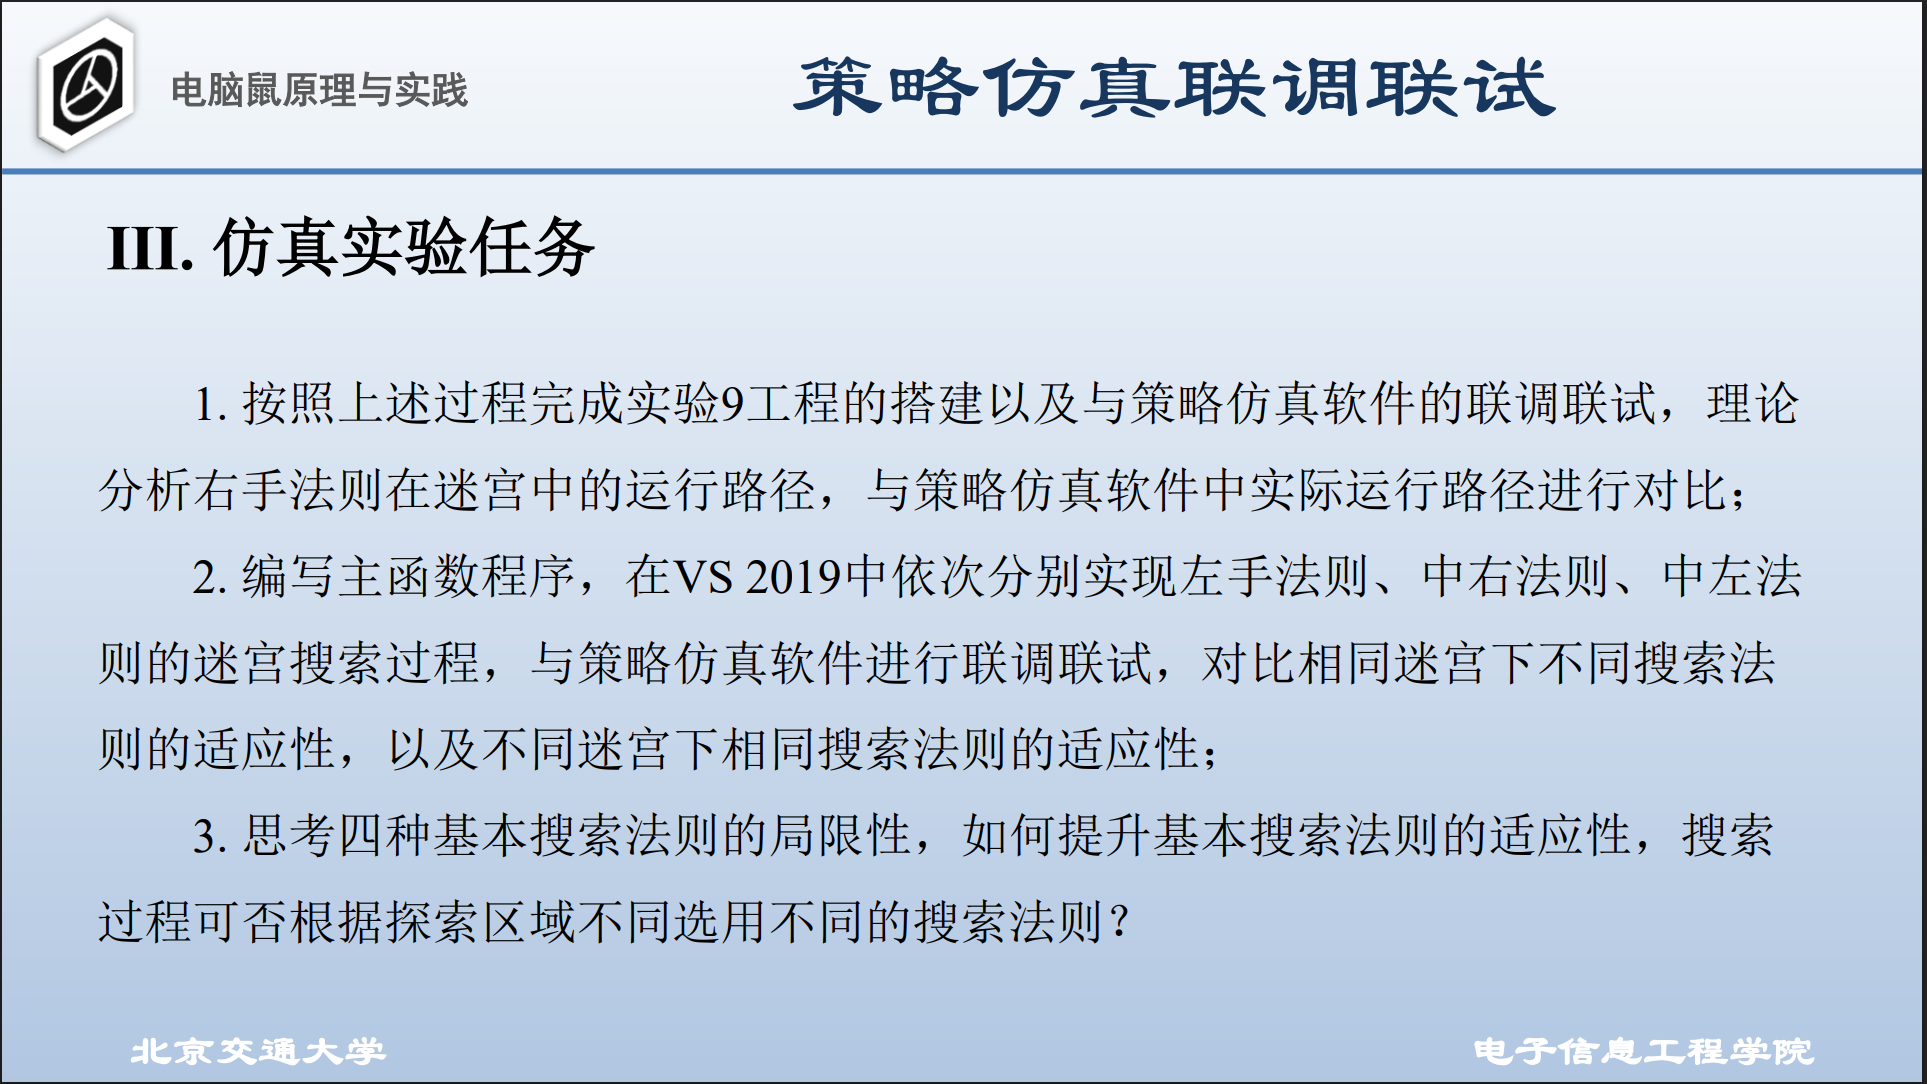 电脑鼠原理与实践
策略仿真联调联试
III. 仿真实验任务
1. 按照上述过程完成实验9工程的搭建以及与策略仿真软件的联调联试，理论
分析右手法则在迷宫中的运行路径，与策略仿真软件中实际运行路径进行对比；
2. 编写主函数程序，在VS 2019中依次分别实现左手法则、中右法则、中左法
则的迷宫搜索过程，与策略仿真软件进行联调联试，对比相同迷宫下不同搜索法
则的适应性，以及不同迷宫下相同搜索法则的适应性；
3. 思考四种基本搜索法则的局限性，如何提升基本搜索法则的适应性，搜索
过程可否根据探索区域不同选用不同的搜索法则？
北京交通大学
电子信息工程学院